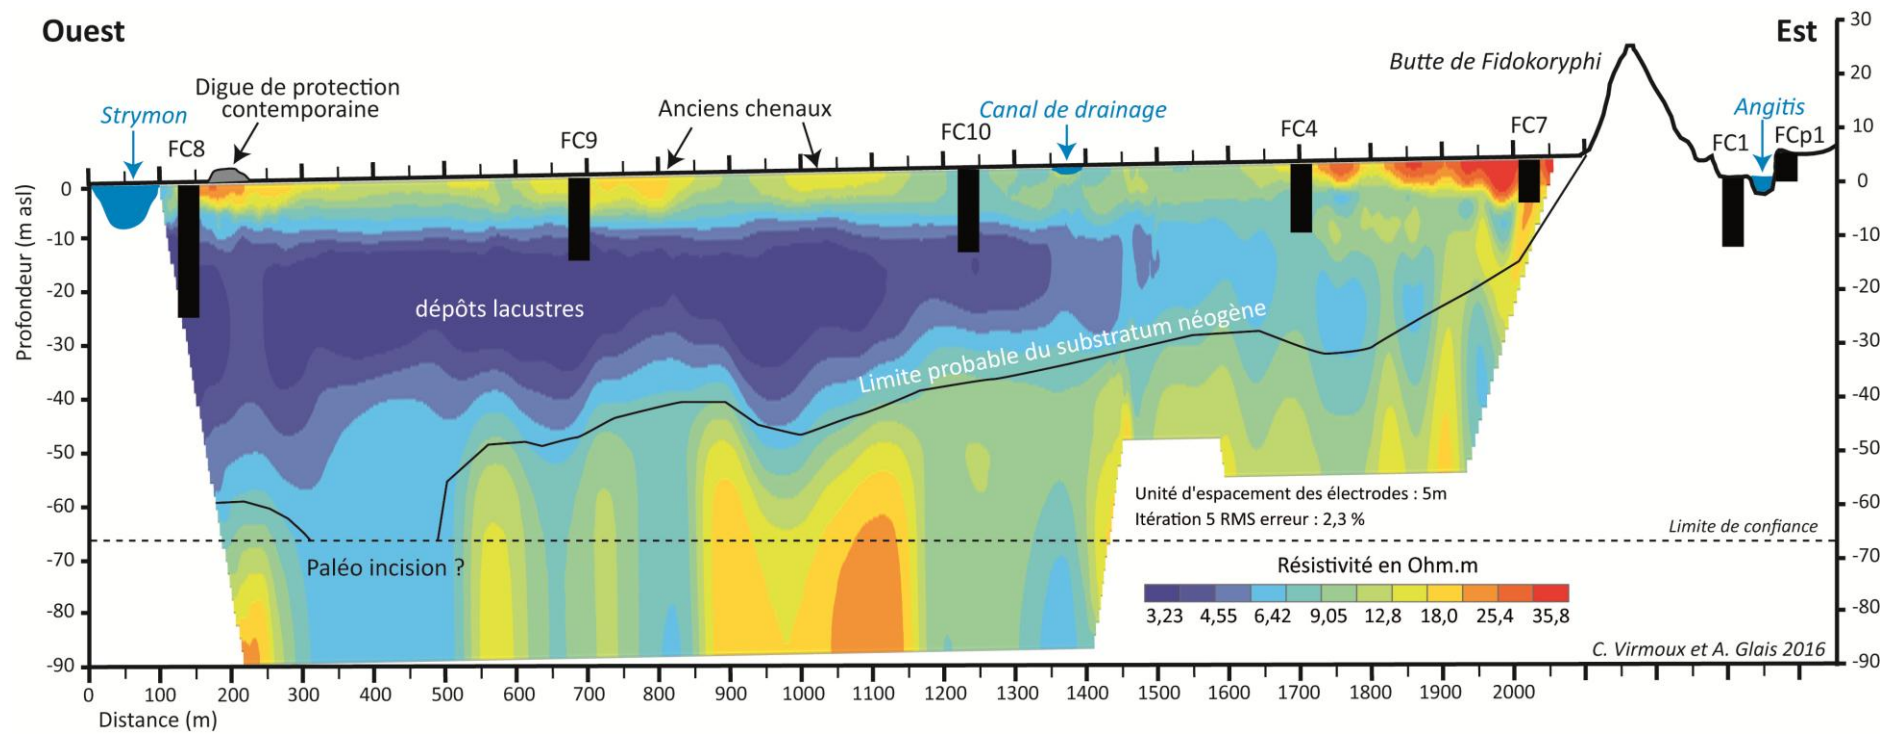 Ouest
Est
Butte de Fidokoryphi
Digue de protection
contemporaine
Strymon
Anciens chenaux
Canal de drainage
Angitis
FC8
FC9
FC10
FC4
FC7
FC1
FCp1
Profondeur (m asl)
0
-10
-20
-30
-40
-50
-60
-70
-80
-90
30
20
10
0
-10
-20
-30
-40
-50
-60
-70
-80
-90
dépôts lacustres
Limite probable du substratum néogène
Paléo incision ?
Unité d'espacement des électrodes : 5m
Itération 5 RMS erreur : 2,3 %
Limite de confiance
Résistivité en Ohm.m
3,23 4,55 6,42 9,05 12,8 18,0 25,4 35,8
C. Virmoux et A. Glais 2016
0 100 200 300 400 500 600 700 800 900 1000 1100 1200 1300 1400 1500 1600 1700 1800 1900 2000
Distance (m)